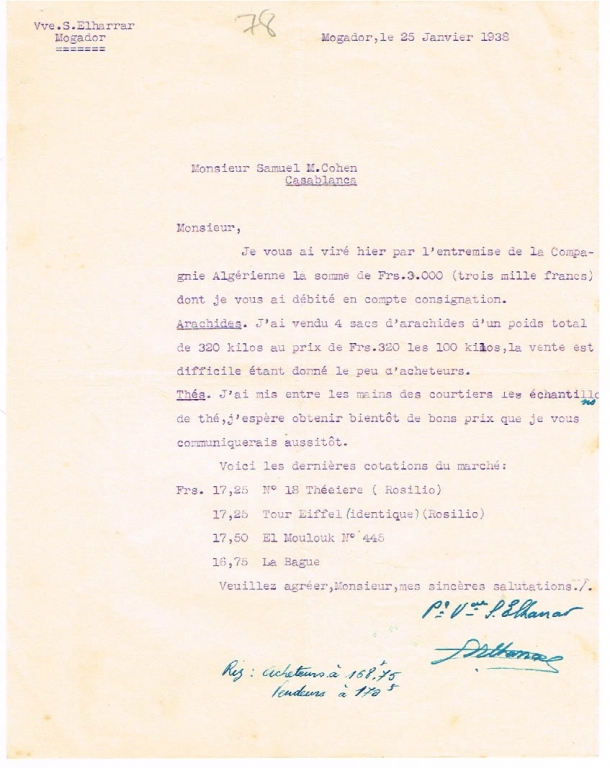 Vve.S.Elharrar
Mogador
78
Mogador,le 25 Janvier 1938
Monsieur Samuel M.Cohen
Casablanca
Monsieur,
Je vous ai viré hier par l'entremise de la Compa-
gnie Algérienne la somme de Frs.3.000 (trois mille francs)
dont je vous ai débité en compte consignation.
Arachides. J'ai vendu 4 sacs d'arachides d'un poids total
de 320 kilos au prix de Frs.320 les 100 kilos,la vente est
difficile étant donné le peu d'acheteurs.
Thés. J'ai mis entre les mains des courtiers les échantillons
de thé,j'espère obtenir bientôt de bons prix que je vous
communiquerais aussitôt.
Voici les dernières cotations du marché:
Frs. 17,25 N° 18 Théeiere ( Rosilio)
17,25 Tour Eiffel (identique)(Rosilio)
17,50 El Moulouk N° 445
16,75 La Bague
Veuillez agréer,Monsieur,mes sincères salutations./.
Pr Vve S.Elharrar
Riz : acheteurs à 168,75
Vendeurs à 170